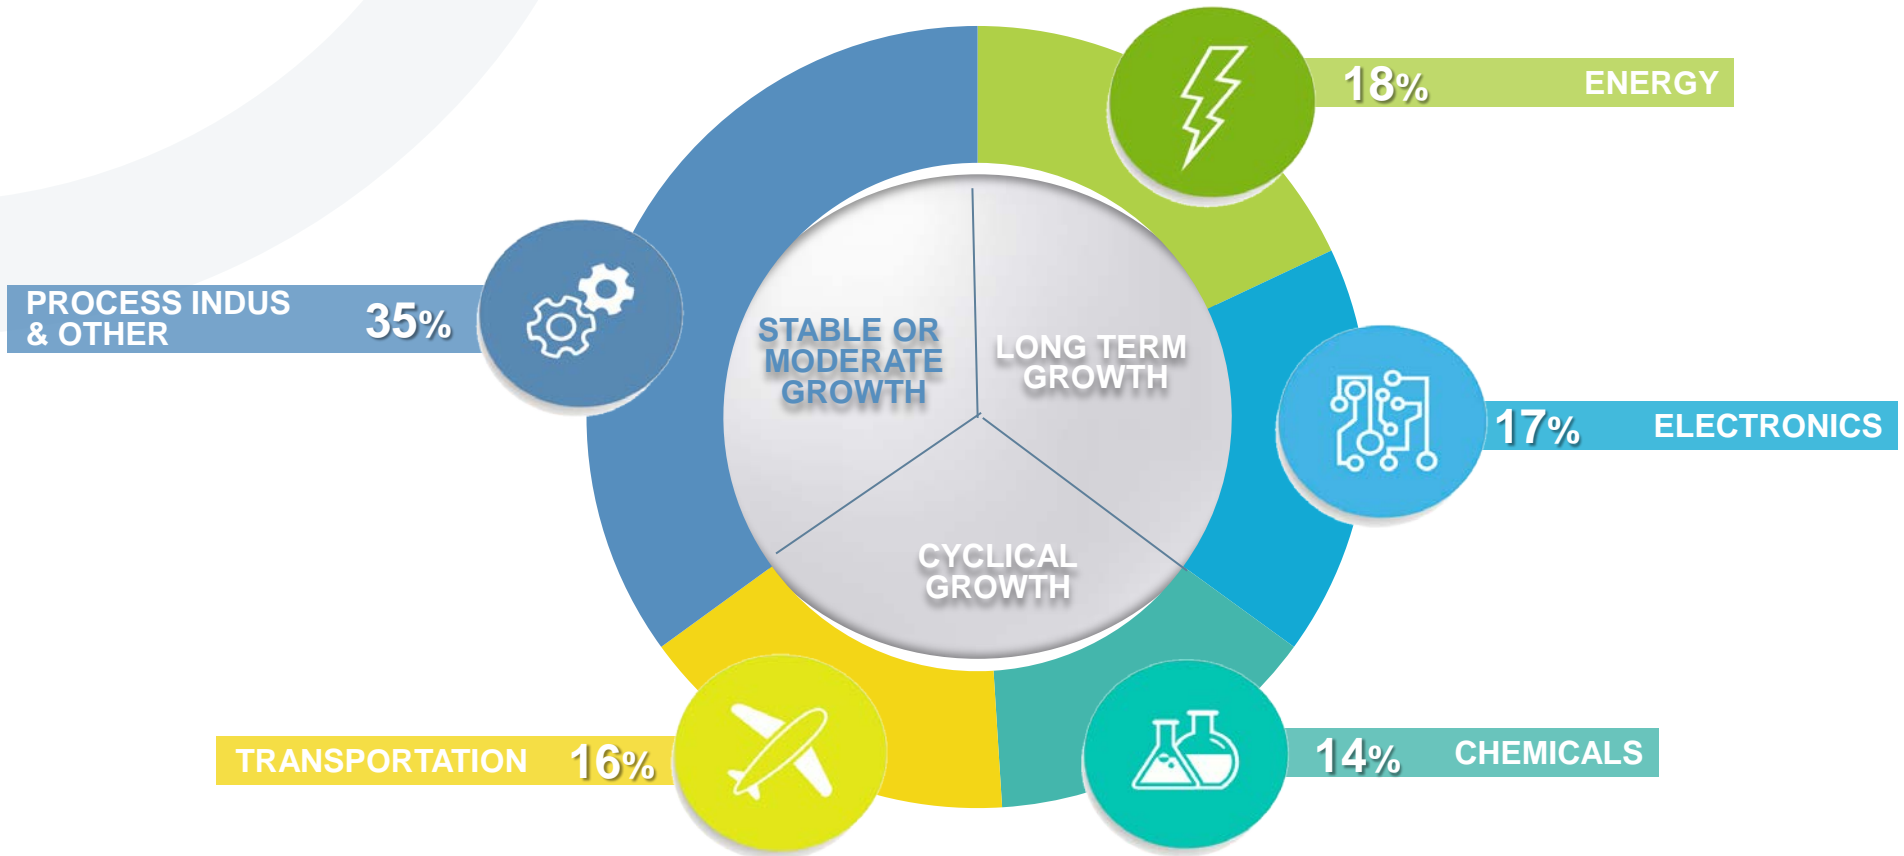 18% ENERGY
PROCESS INDUS
& OTHER
35%
STABLE OR
MODERATE
GROWTH
LONG TERM
GROWTH
17% ELECTRONICS
CYCLICAL
GROWTH
TRANSPORTATION 16%
14% CHEMICALS